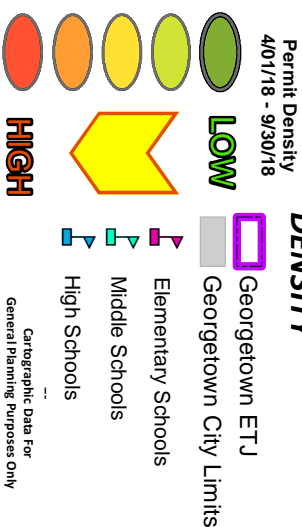 DENSITY
Permit Density
4/01/18 - 9/30/18
LOW
HIGH
Georgetown ETJ
Georgetown City Limits
Elementary Schools
Middle Schools
High Schools
Cartographic Data For
--
General Planning Purposes Only